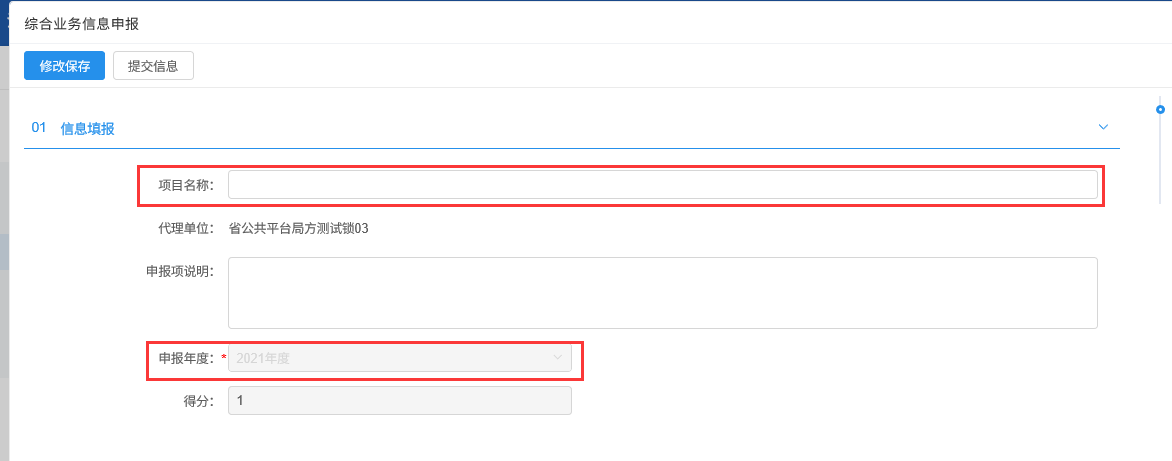 综合业务信息申报
修改保存 提交信息
01 信息填报
项目名称：
代理单位： 省公共平台局方测试锁03
申报项说明：
申报年度：* 2021年度
得分： 1